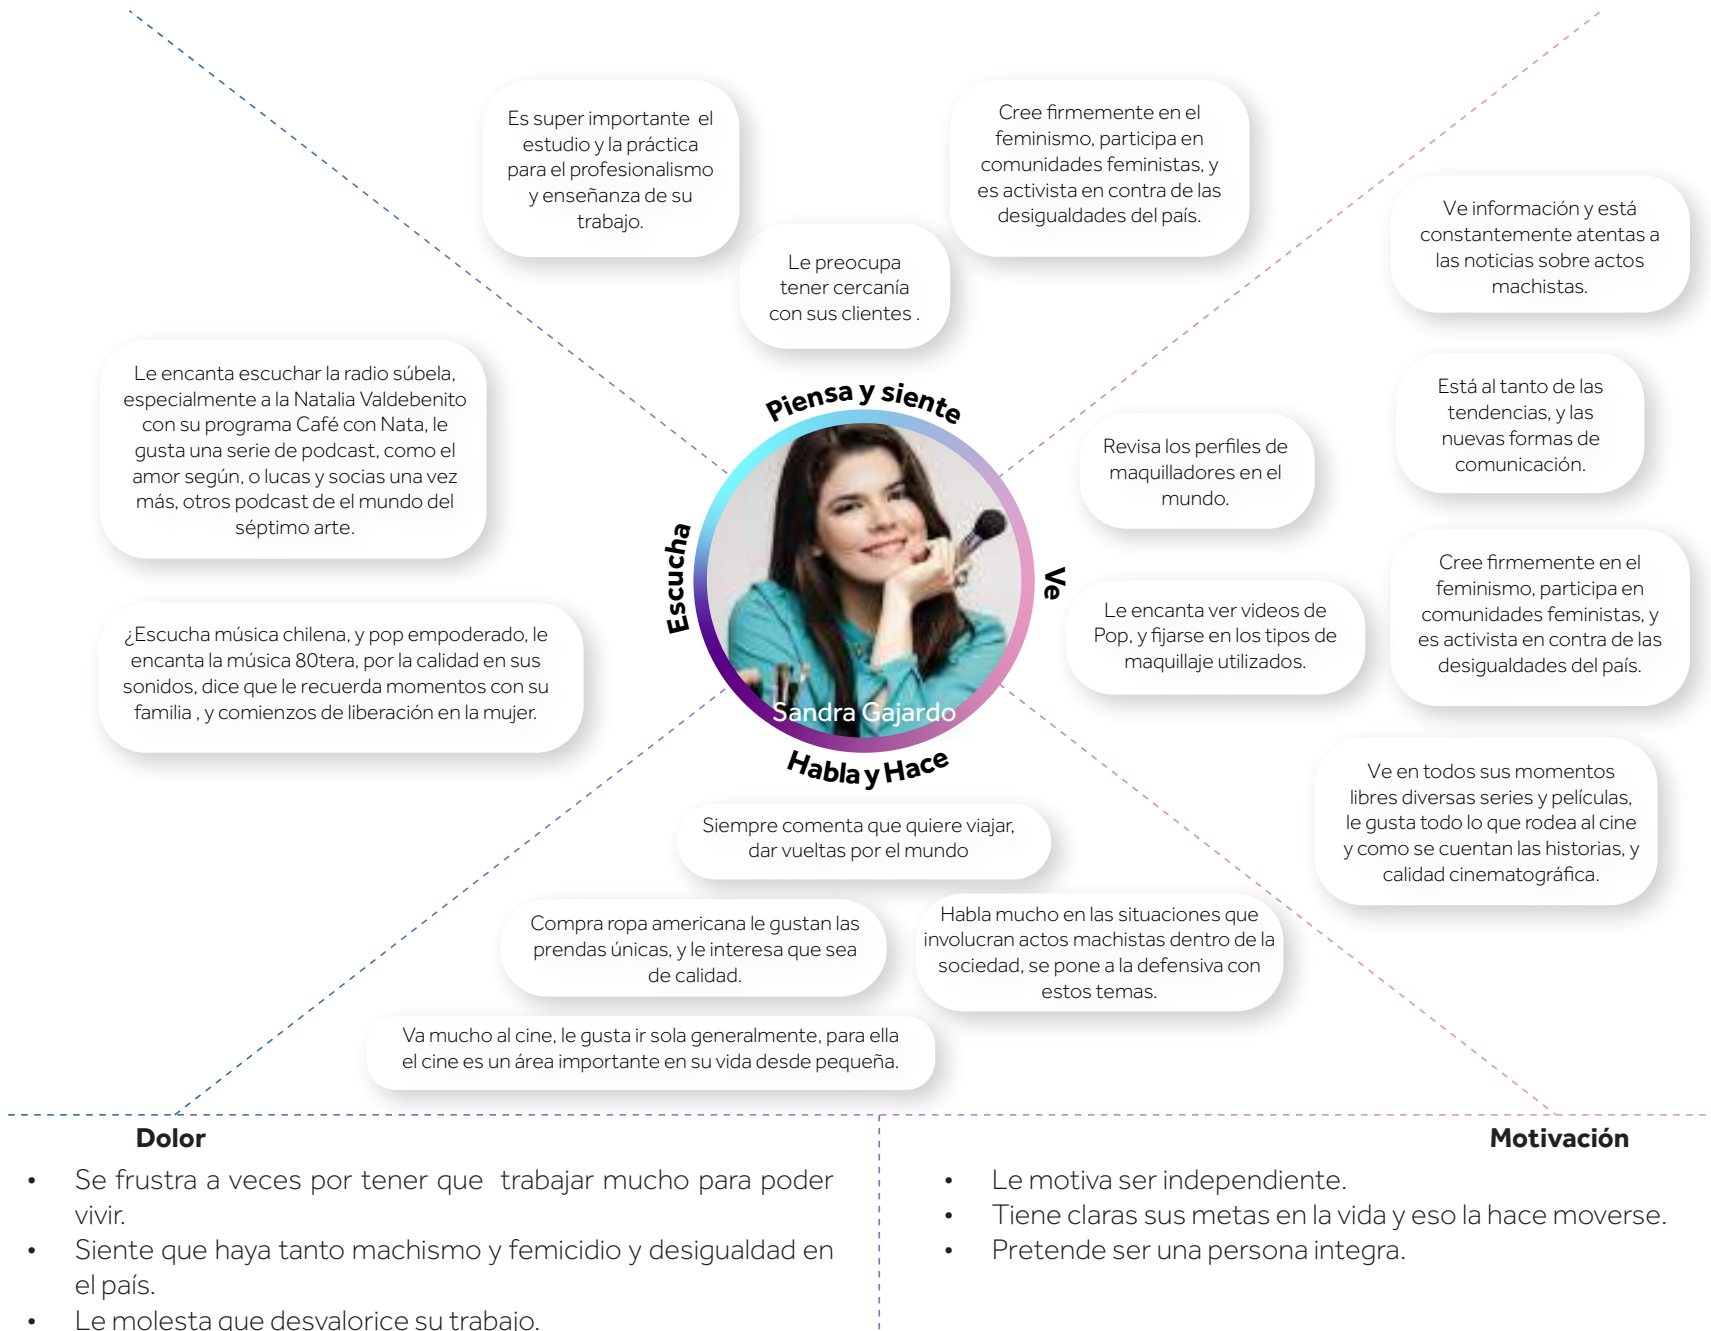 Es super importante el
estudio y la práctica
para el profesionalismo
y enseñanza de su
trabajo.
Cree firmemente en el
feminismo, participa en
comunidades feministas, y
es activista en contra de las
desigualdades del país.
Le preocupa
tener cercanía
con sus clientes .
Ve información y está
constantemente atentas a
las noticias sobre actos
machistas.
Le encanta escuchar la radio súbela,
especialmente a la Natalia Valdebenito
con su programa Café con Nata, le
gusta una serie de podcast, como el
amor según, o lucas y socias una vez
más, otros podcast de el mundo del
séptimo arte.
¿Escucha música chilena, y pop empoderado, le
encanta la música 80tera, por la calidad en sus
sonidos, dice que le recuerda momentos con su
familia , y comienzos de liberación en la mujer.
Piensa y siente
Escucha
Ve
Habla y Hace
Sandra Gajardo
Revisa los perfiles de
maquilladores en el
mundo.
Está al tanto de las
tendencias, y las
nuevas formas de
comunicación.
Le encanta ver videos de
Pop, y fijarse en los tipos de
maquillaje utilizados.
Cree firmemente en el
feminismo, participa en
comunidades feministas, y
es activista en contra de las
desigualdades del país.
Ve en todos sus momentos
libres diversas series y películas,
le gusta todo lo que rodea al cine
y como se cuentan las historias, y
calidad cinematográfica.
Siempre comenta que quiere viajar,
dar vueltas por el mundo
Compra ropa americana le gustan las
prendas únicas, y le interesa que sea
de calidad.
Habla mucho en las situaciones que
involucran actos machistas dentro de la
sociedad, se pone a la defensiva con
estos temas.
Va mucho al cine, le gusta ir sola generalmente, para ella
el cine es un área importante en su vida desde pequeña.
Dolor
• Se frustra a veces por tener que trabajar mucho para poder
vivir.
• Siente que haya tanto machismo y femicidio y desigualdad en
el país.
• Le molesta que desvalorice su trabajo.
Motivación
• Le motiva ser independiente.
• Tiene claras sus metas en la vida y eso la hace moverse.
• Pretende ser una persona integra.